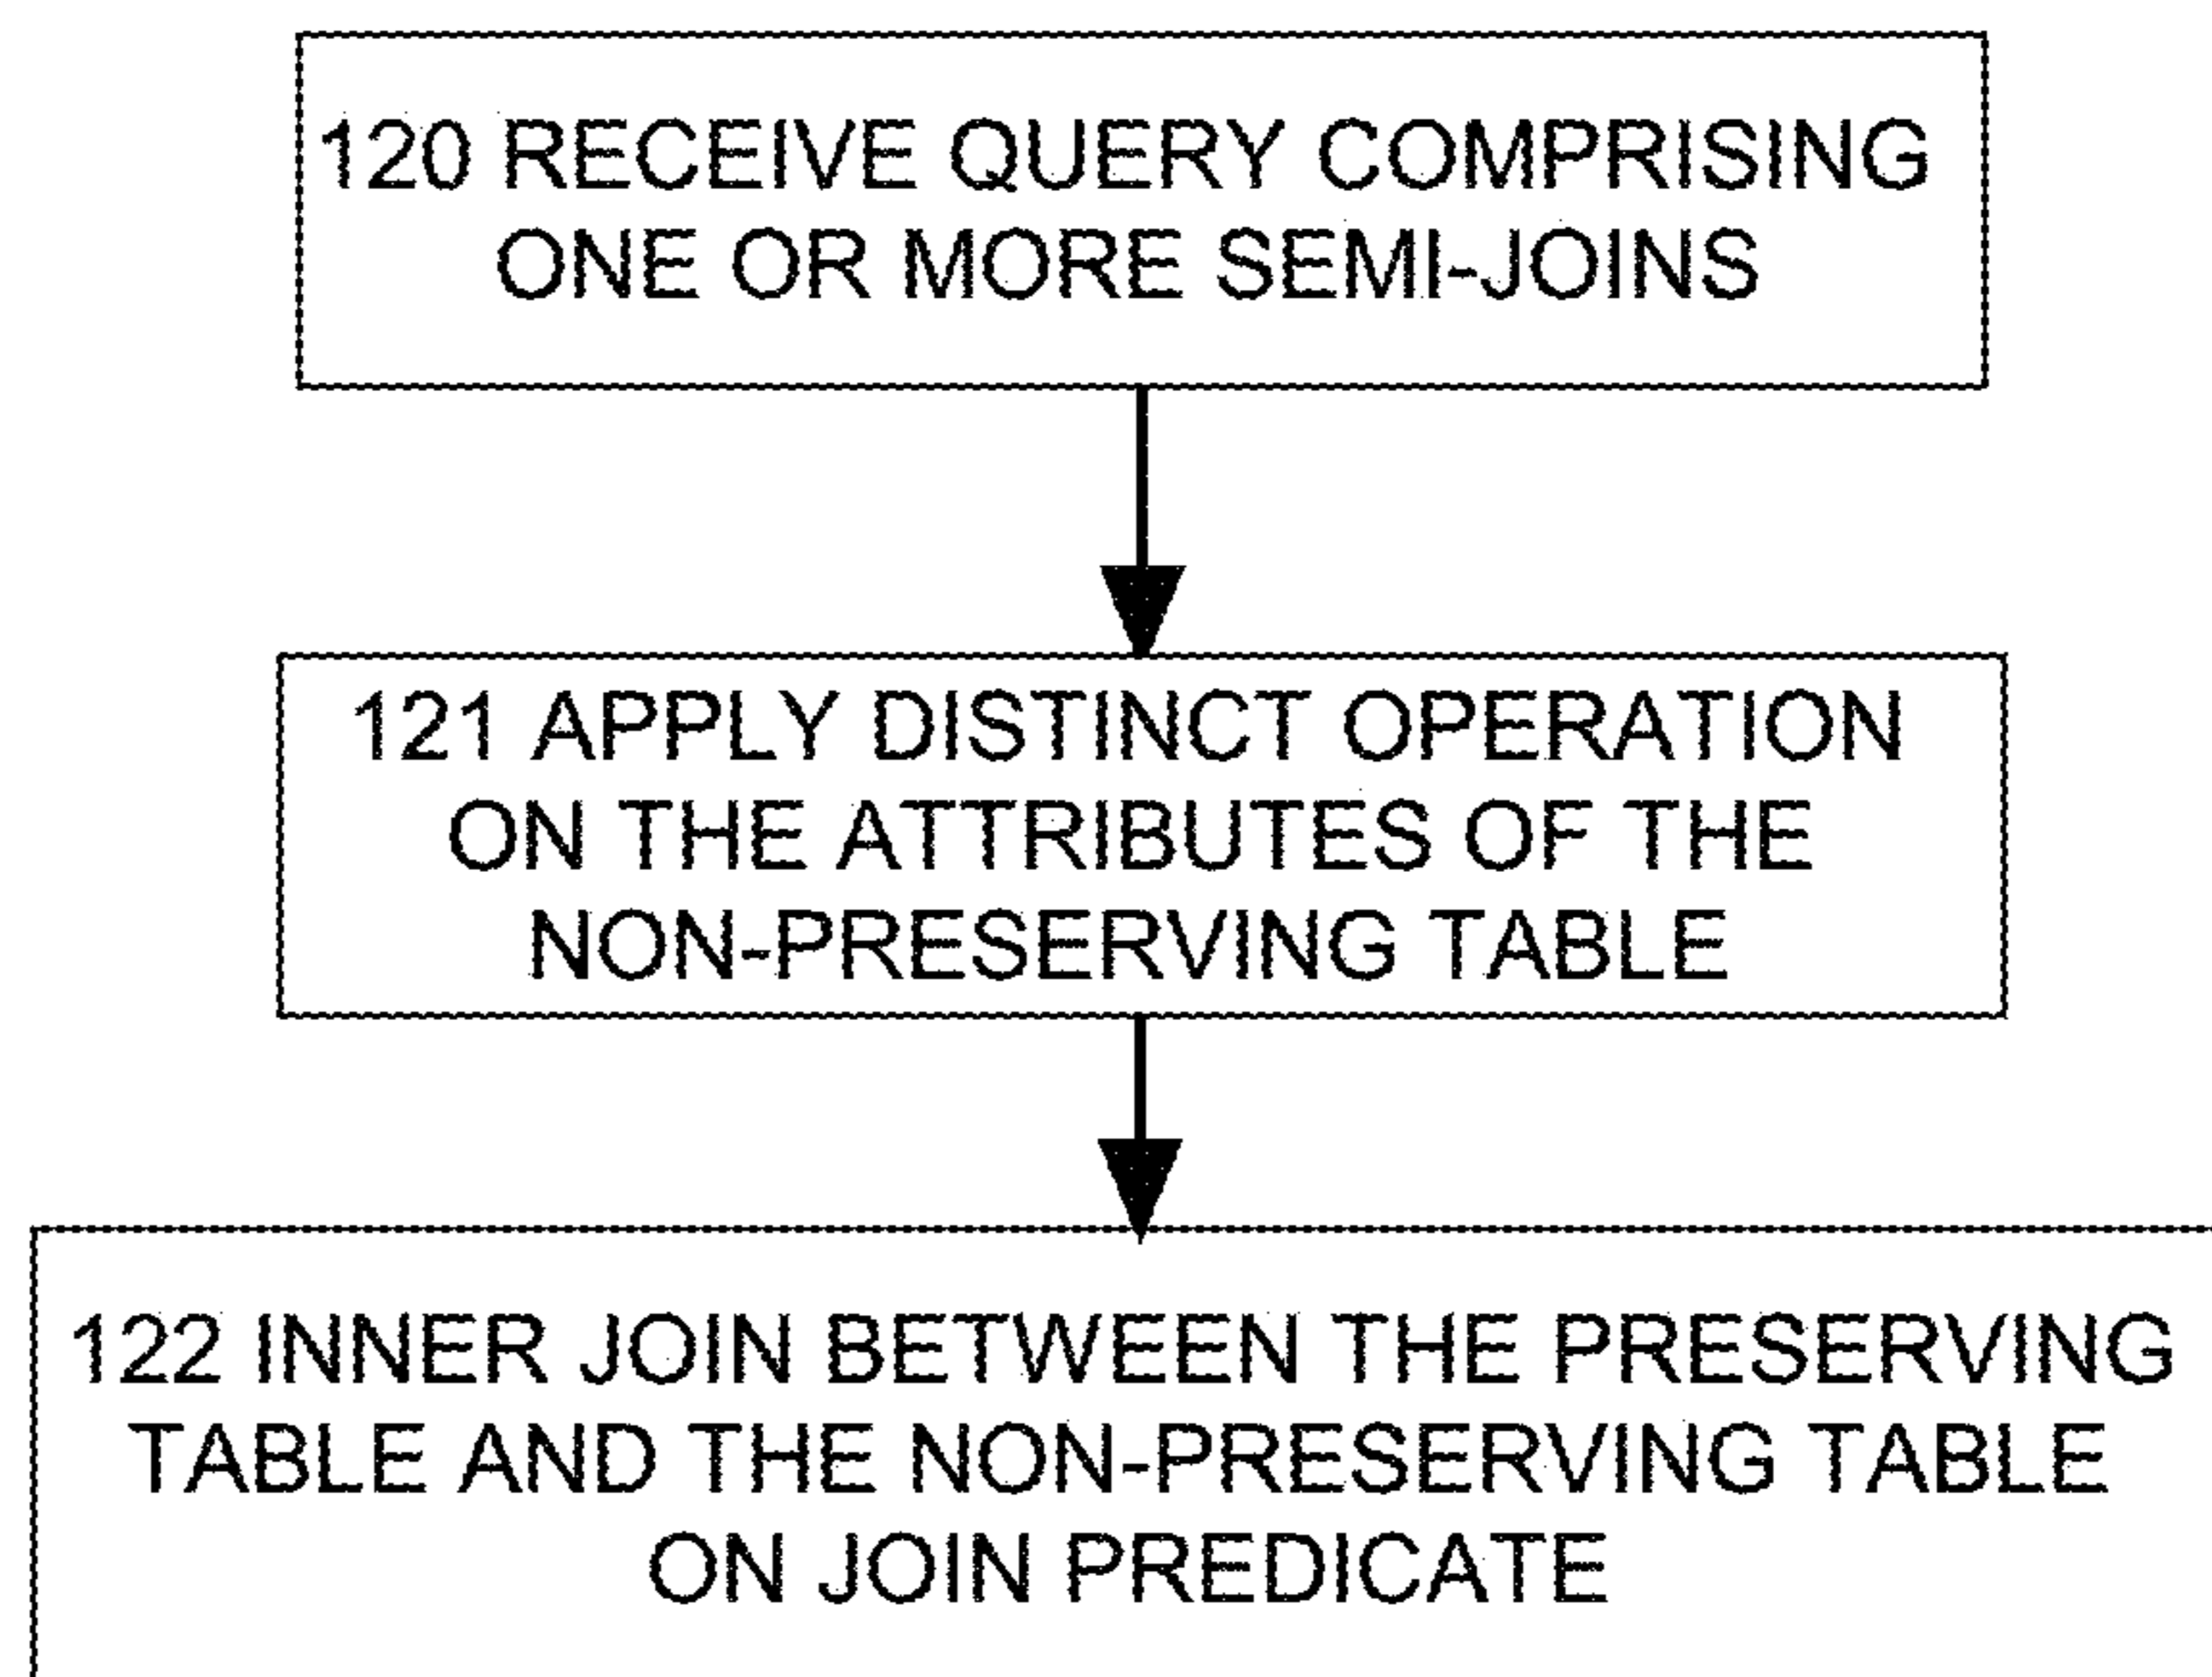 120 RECEIVE QUERY COMPRISING
ONE OR MORE SEMI-JOINS
121 APPLY DISTINCT OPERATION
ON THE ATTRIBUTES OF THE
NON-PRESERVING TABLE
122 INNER JOIN BETWEEN THE PRESERVING
TABLE AND THE NON-PRESERVING TABLE
ON JOIN PREDICATE